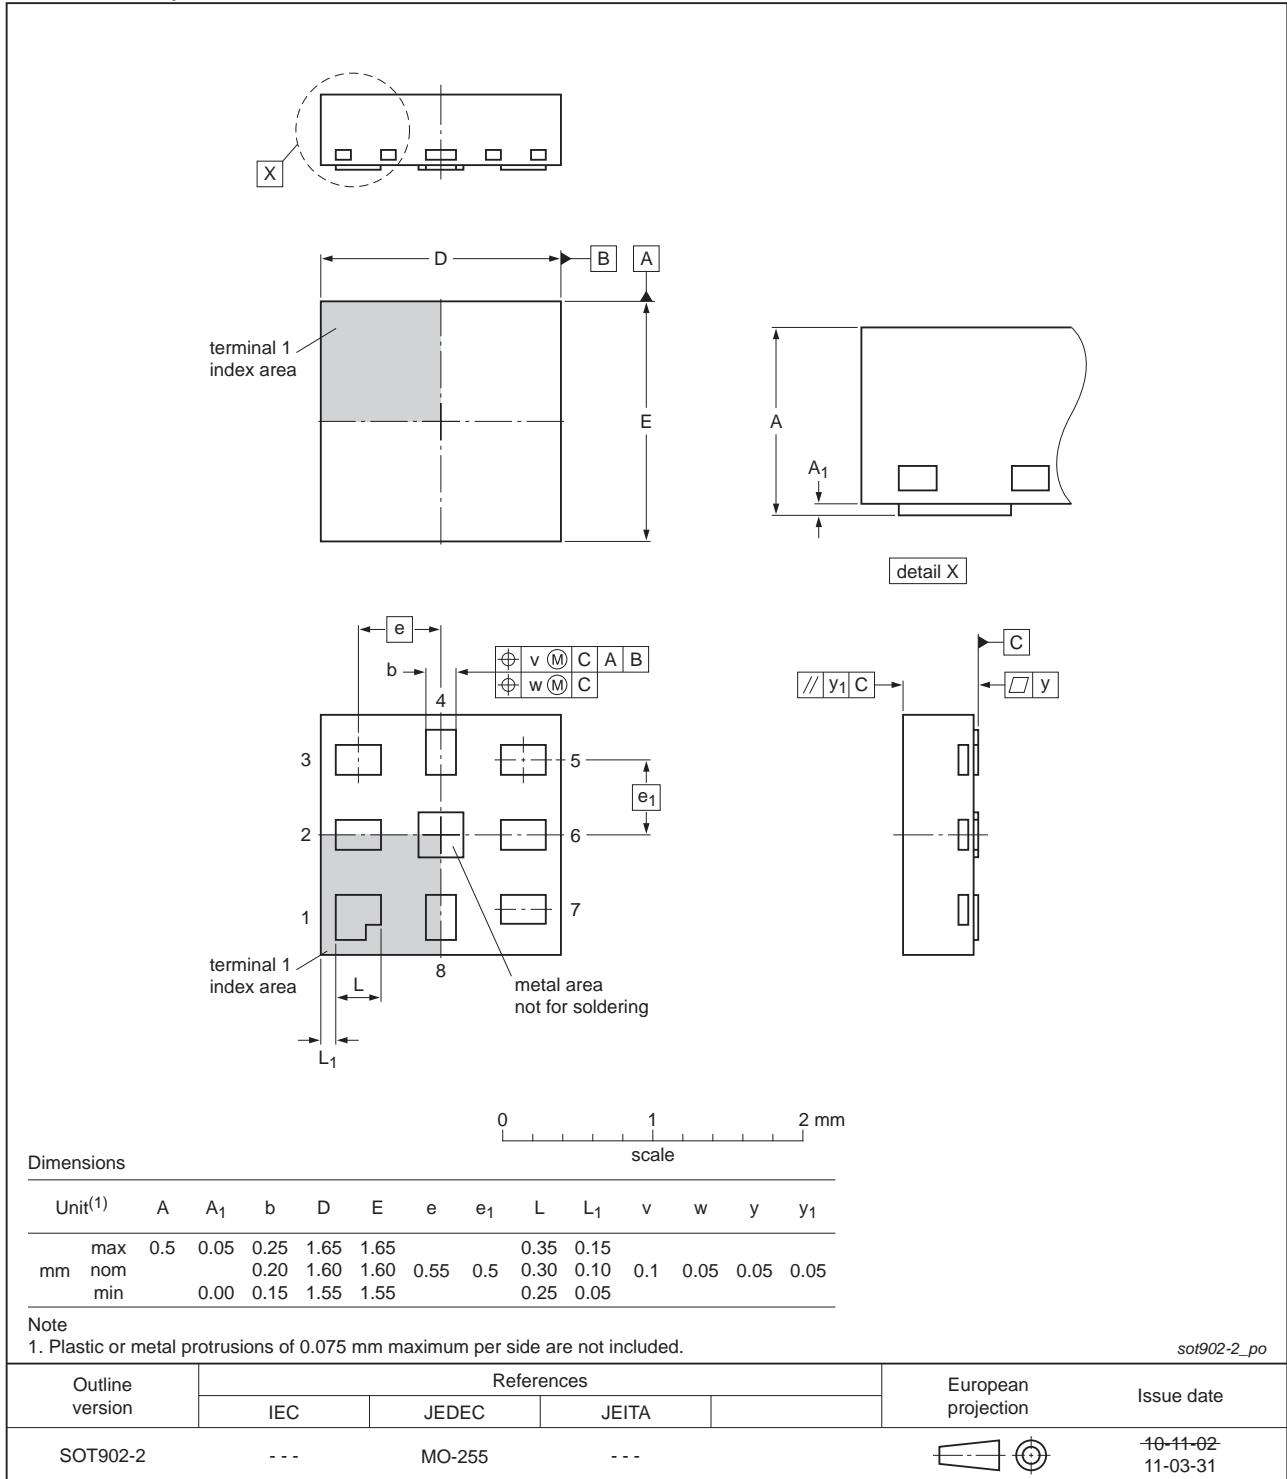 X
D
B
A
terminal 1
index area
E
A
A1
detail X
e
b
v M C A B
w M C
4
3
5
e1
2
6
1
7
terminal 1
index area
8
L
metal area
not for soldering
L1
C
// y1 C
y
0 1 2 mm
scale
Dimensions
Unit(1) A A1 b D E e e1 L L1 v w y y1
max 0.5 0.05 0.25 1.65 1.65 0.35 0.15
mm nom 0.20 1.60 1.60 0.55 0.5 0.30 0.10 0.1 0.05 0.05 0.05
min 0.00 0.15 1.55 1.55 0.25 0.05
Note
1. Plastic or metal protrusions of 0.075 mm maximum per side are not included.
sot902-2_po
Outline
version
References
European
projection
Issue date
IEC JEDEC JEITA
SOT902-2 - - - MO-255 - - -
10-11-02
11-03-31